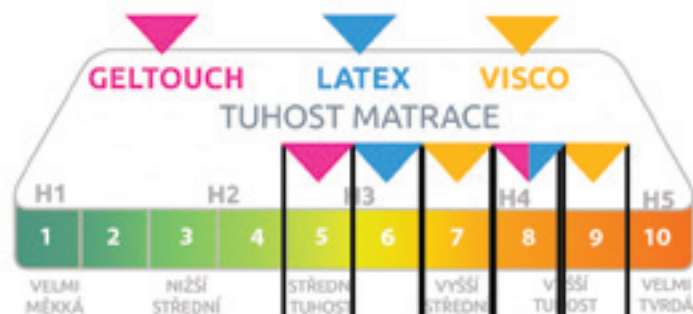 GELTOUCH LATEX VISCO
TUHOST MATRACE
H1 H2 H3 H4 H5
1 2 3 4 5 6 7 8 9 10
VELMI NIŽŠÍ STŘEDN VYŠŠÍ VYŠŠÍ VELMI
MĚKKÁ STŘEDNÍ TUHOST STŘEDNÍ TUHOST TVRDÁ